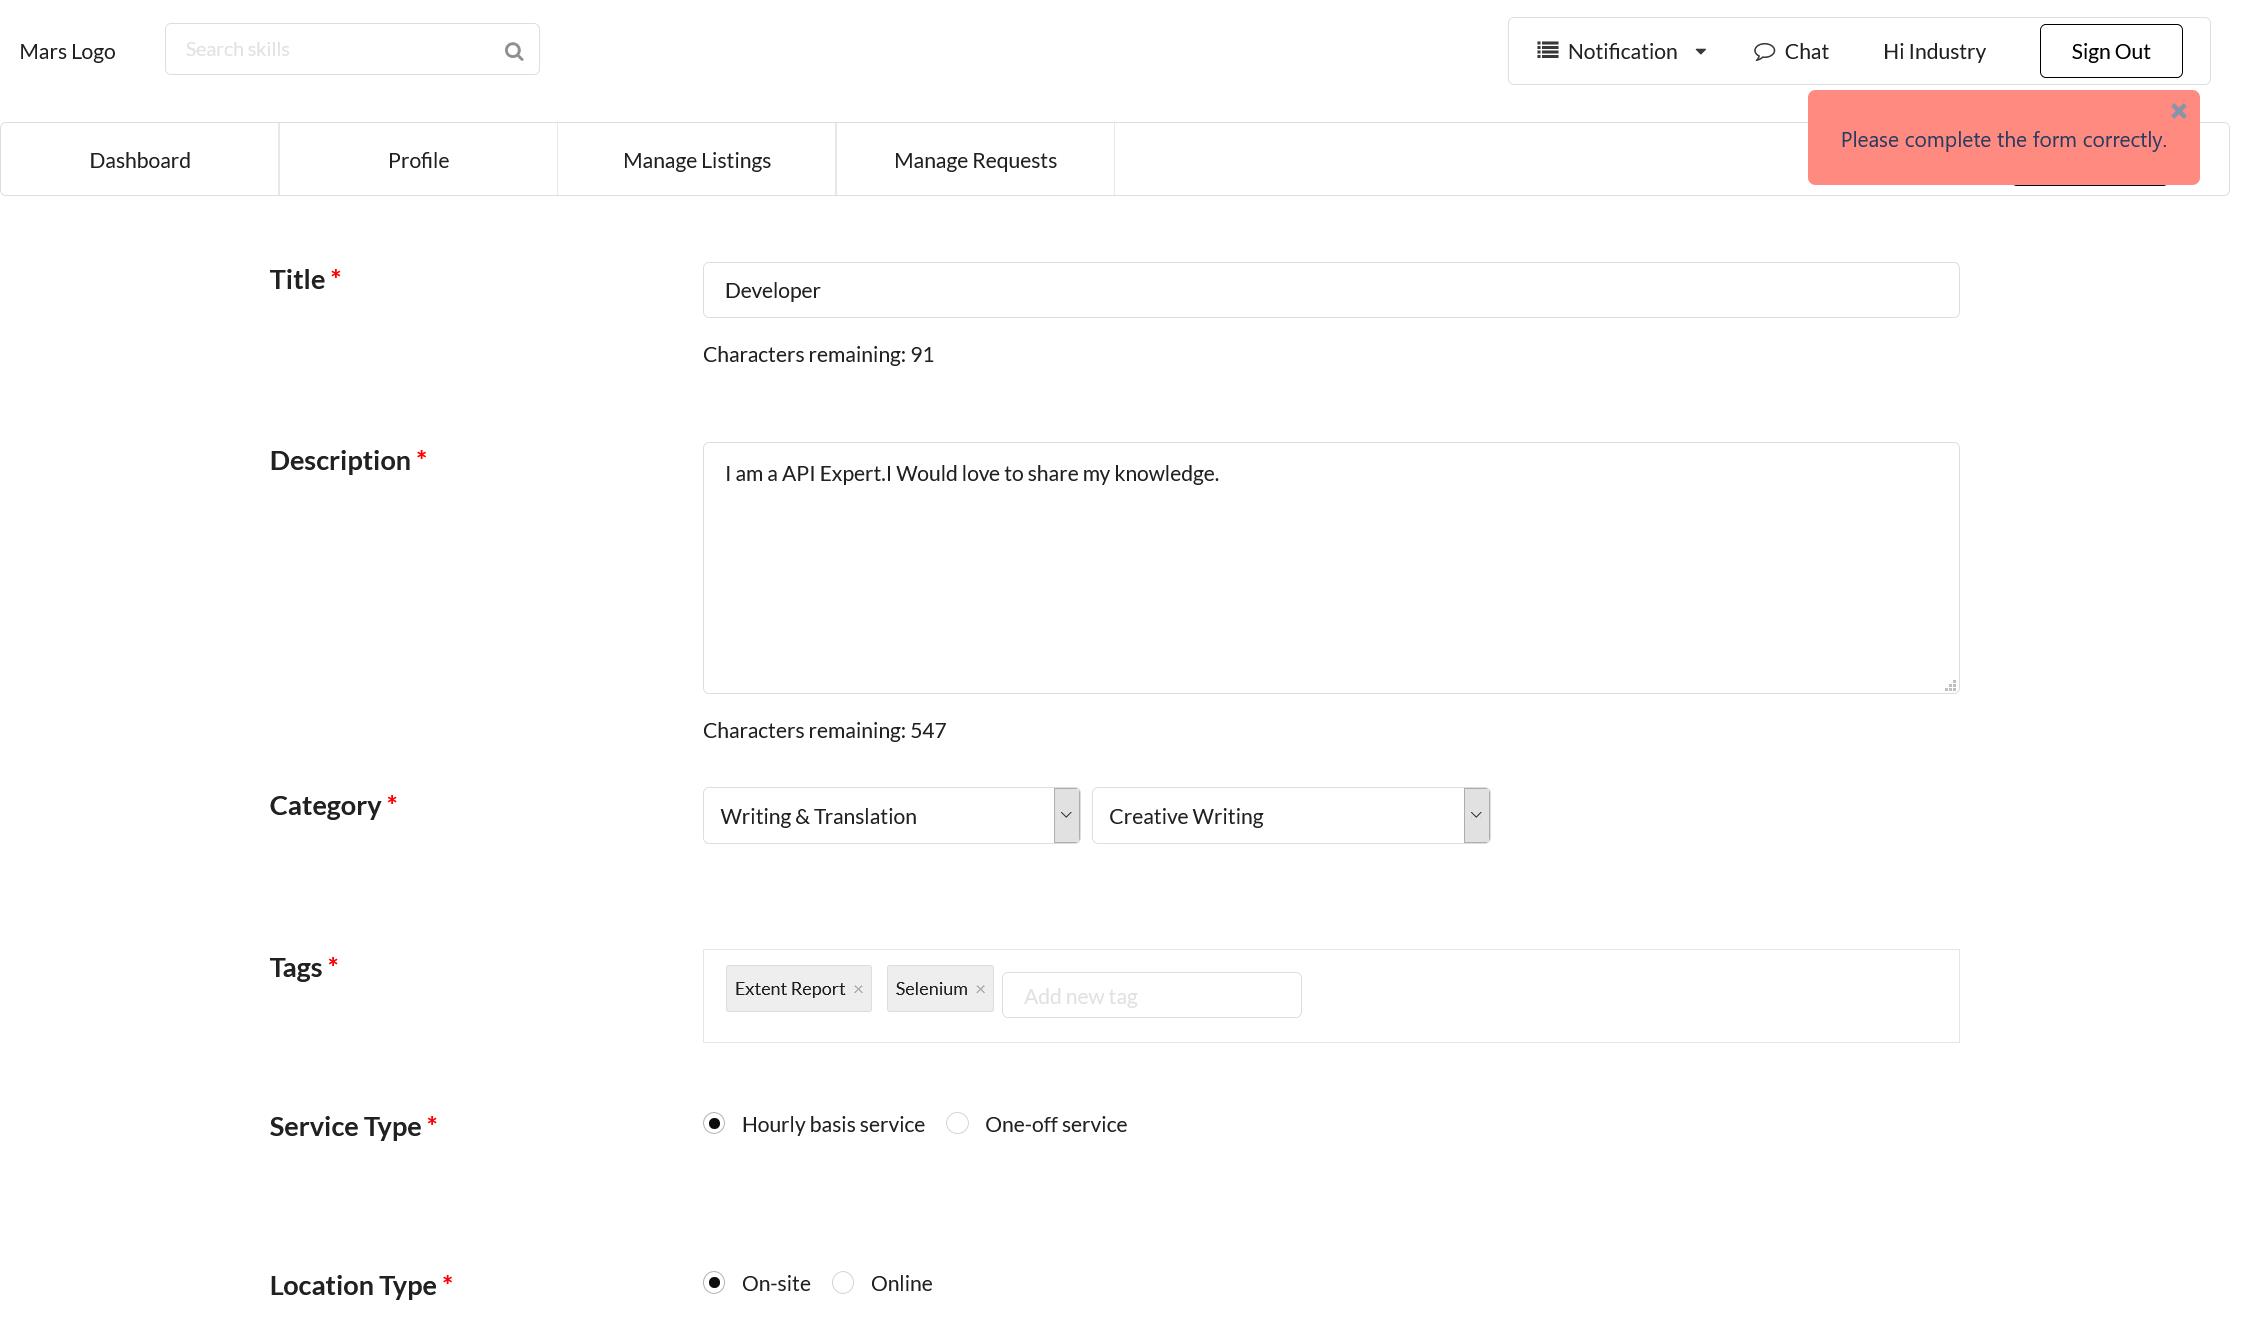 Mars Logo
Search skills
Notification
Chat
Hi Industry
Sign Out
Please complete the form correctly.
Dashboard
Profile
Manage Listings
Manage Requests
Title *
Developer
Characters remaining: 91
Description *
I am a API Expert.I Would love to share my knowledge.
Characters remaining: 547
Category *
Writing & Translation
Creative Writing
Tags *
Extent Report ×
Selenium ×
Add new tag
Service Type *
Hourly basis service
One-off service
Location Type *
On-site
Online